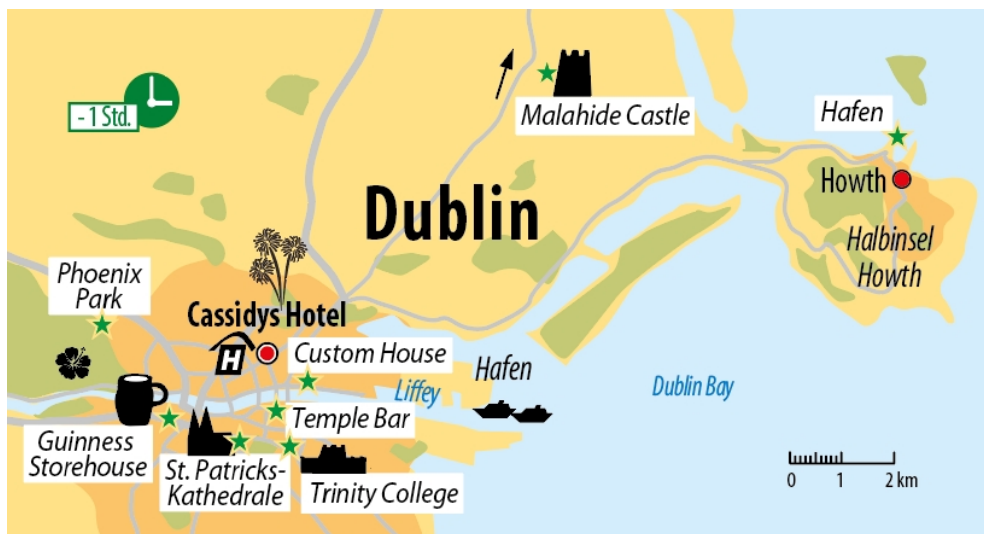 - 1 Std.
Malahide Castle
Hafen
Howth
Halbinsel
Howth
Dublin
Phoenix
Park
Cassidys Hotel
H
Custom House
Hafen
Liffey
Dublin Bay
Temple Bar
Guinness
Storehouse
St. Patricks-
Kathedrale
Trinity College
0 1 2 km